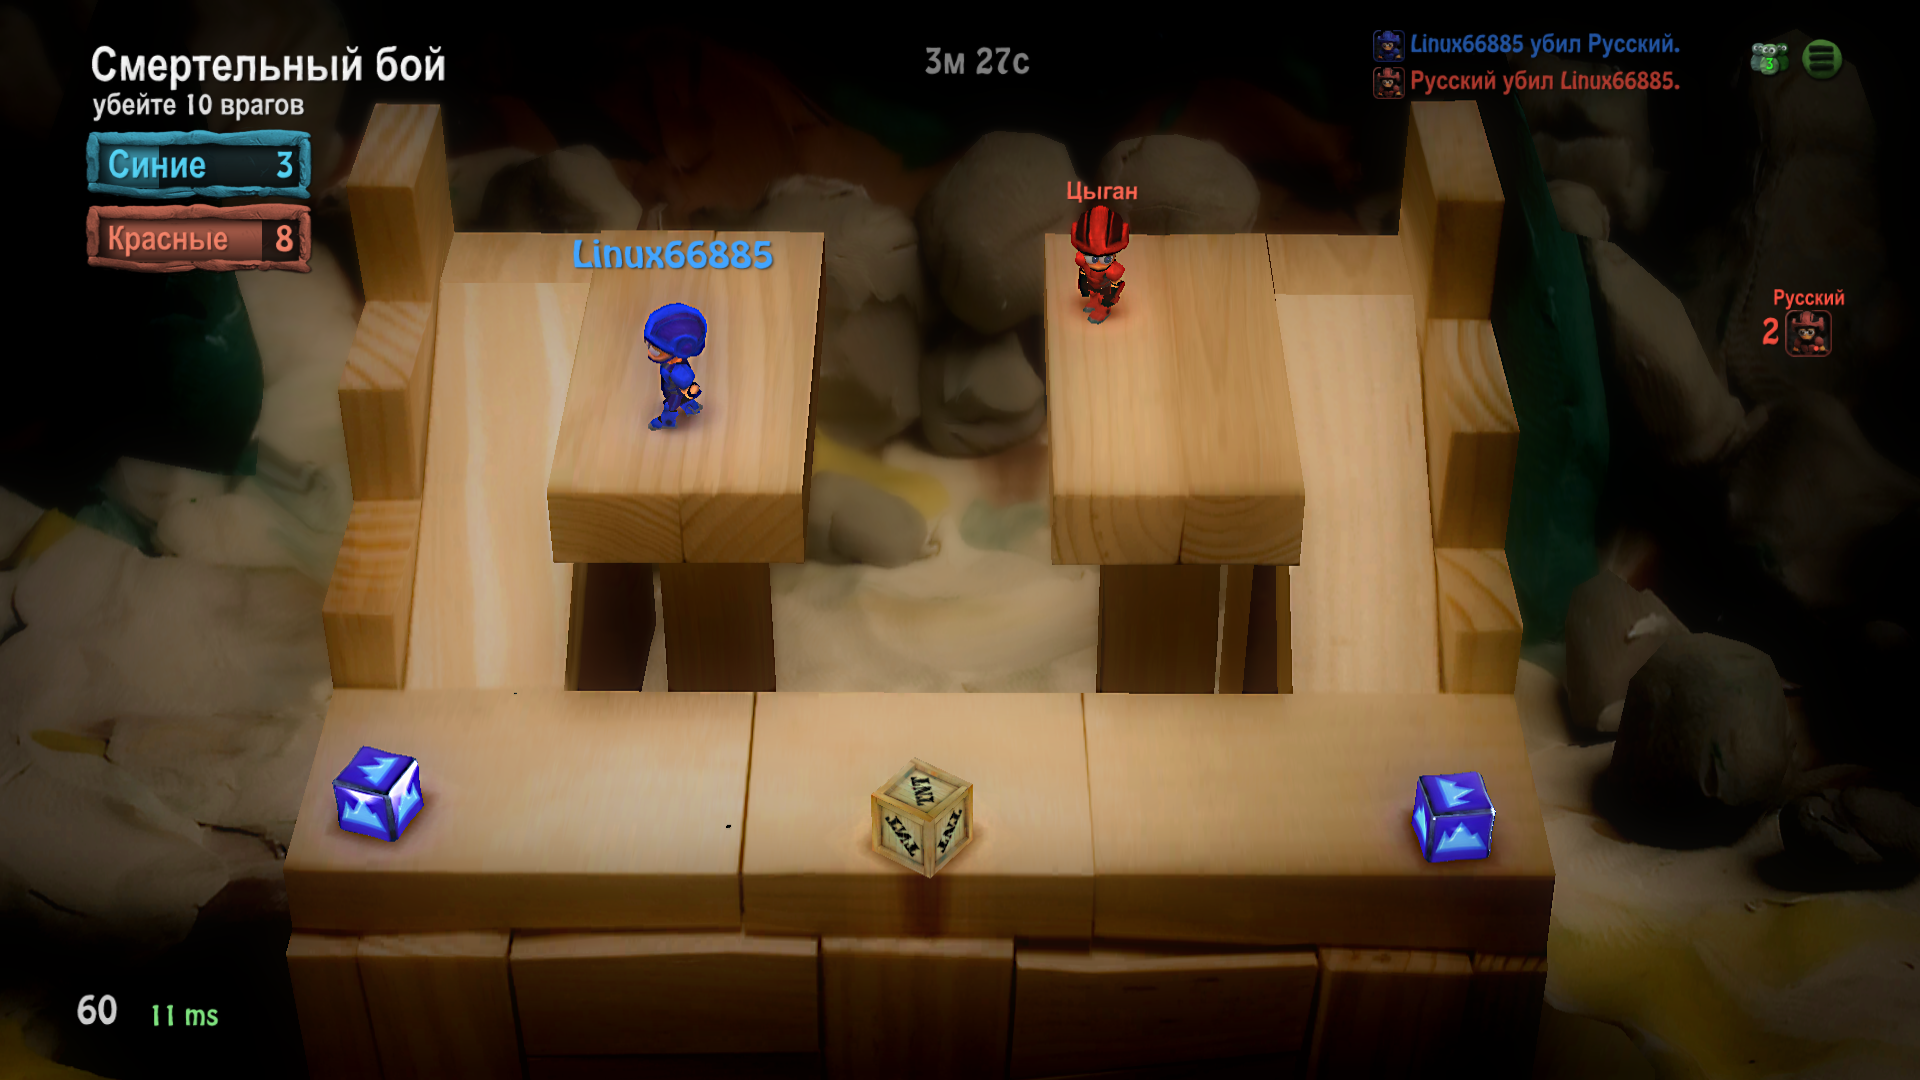 Смертельный бой
убейте 10 врагов
Синие 3
Красные 8
3м 27с
Linux66885 убил Русский.
Русский убил Linux66885.
3
Цыган
Linux66885
Русский
2
TNT
TNT
TNT
60
11 ms